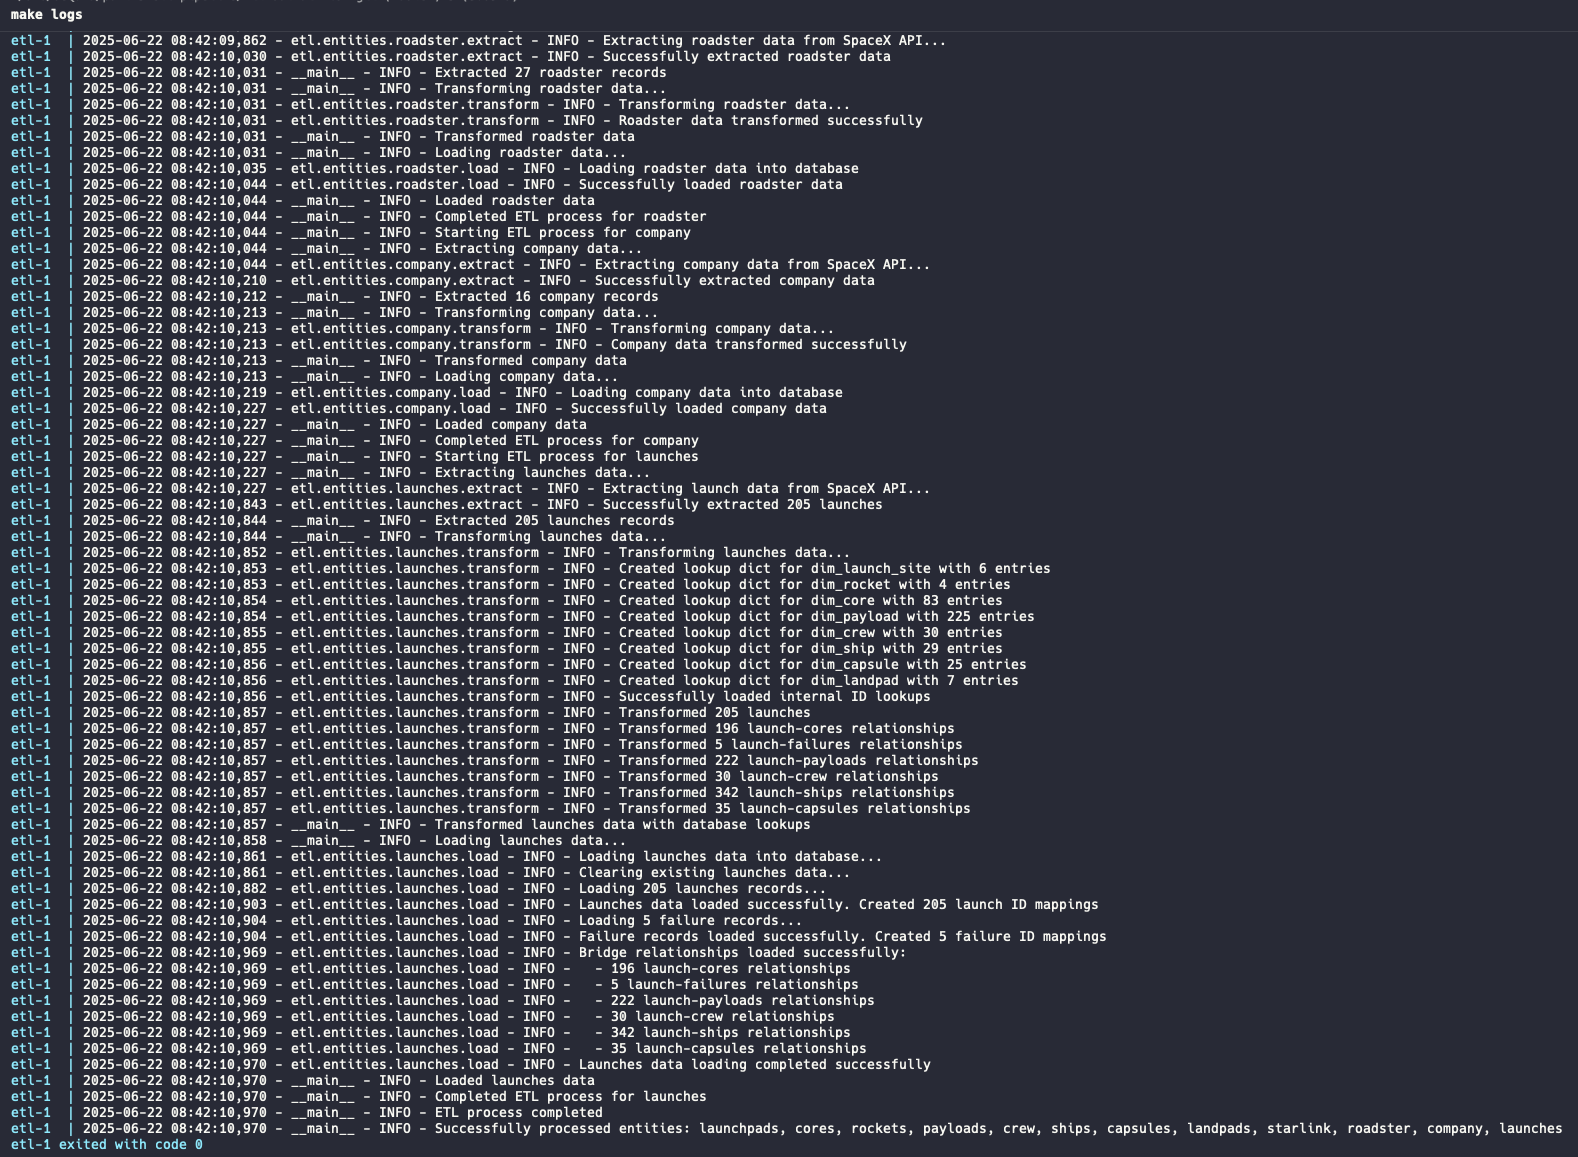 make logs
etl-1  | 2025-06-22 08:42:09,862 - etl.entities.roadster.extract - INFO - Extracting roadster data from SpaceX API...
etl-1  | 2025-06-22 08:42:10,030 - etl.entities.roadster.extract - INFO - Successfully extracted roadster data
etl-1  | 2025-06-22 08:42:10,031 - __main__ - INFO - Extracted 27 roadster records
etl-1  | 2025-06-22 08:42:10,031 - __main__ - INFO - Transforming roadster data...
etl-1  | 2025-06-22 08:42:10,031 - etl.entities.roadster.transform - INFO - Transforming roadster data...
etl-1  | 2025-06-22 08:42:10,031 - etl.entities.roadster.transform - INFO - Roadster data transformed successfully
etl-1  | 2025-06-22 08:42:10,031 - __main__ - INFO - Transformed roadster data
etl-1  | 2025-06-22 08:42:10,031 - __main__ - INFO - Loading roadster data...
etl-1  | 2025-06-22 08:42:10,035 - etl.entities.roadster.load - INFO - Loading roadster data into database
etl-1  | 2025-06-22 08:42:10,044 - etl.entities.roadster.load - INFO - Successfully loaded roadster data
etl-1  | 2025-06-22 08:42:10,044 - __main__ - INFO - Loaded roadster data
etl-1  | 2025-06-22 08:42:10,044 - __main__ - INFO - Completed ETL process for roadster
etl-1  | 2025-06-22 08:42:10,044 - __main__ - INFO - Starting ETL process for company
etl-1  | 2025-06-22 08:42:10,044 - __main__ - INFO - Extracting company data...
etl-1  | 2025-06-22 08:42:10,044 - etl.entities.company.extract - INFO - Extracting company data from SpaceX API...
etl-1  | 2025-06-22 08:42:10,210 - etl.entities.company.extract - INFO - Successfully extracted company data
etl-1  | 2025-06-22 08:42:10,212 - __main__ - INFO - Extracted 16 company records
etl-1  | 2025-06-22 08:42:10,213 - __main__ - INFO - Transforming company data...
etl-1  | 2025-06-22 08:42:10,213 - etl.entities.company.transform - INFO - Transforming company data...
etl-1  | 2025-06-22 08:42:10,213 - etl.entities.company.transform - INFO - Company data transformed successfully
etl-1  | 2025-06-22 08:42:10,213 - __main__ - INFO - Transformed company data
etl-1  | 2025-06-22 08:42:10,213 - __main__ - INFO - Loading company data...
etl-1  | 2025-06-22 08:42:10,219 - etl.entities.company.load - INFO - Loading company data into database
etl-1  | 2025-06-22 08:42:10,227 - etl.entities.company.load - INFO - Successfully loaded company data
etl-1  | 2025-06-22 08:42:10,227 - __main__ - INFO - Loaded company data
etl-1  | 2025-06-22 08:42:10,227 - __main__ - INFO - Completed ETL process for company
etl-1  | 2025-06-22 08:42:10,227 - __main__ - INFO - Starting ETL process for launches
etl-1  | 2025-06-22 08:42:10,227 - __main__ - INFO - Extracting launches data...
etl-1  | 2025-06-22 08:42:10,227 - etl.entities.launches.extract - INFO - Extracting launch data from SpaceX API...
etl-1  | 2025-06-22 08:42:10,843 - etl.entities.launches.extract - INFO - Successfully extracted 205 launches
etl-1  | 2025-06-22 08:42:10,844 - __main__ - INFO - Extracted 205 launches records
etl-1  | 2025-06-22 08:42:10,844 - __main__ - INFO - Transforming launches data...
etl-1  | 2025-06-22 08:42:10,852 - etl.entities.launches.transform - INFO - Transforming launches data...
etl-1  | 2025-06-22 08:42:10,853 - etl.entities.launches.transform - INFO - Created lookup dict for dim_launch_site with 6 entries
etl-1  | 2025-06-22 08:42:10,853 - etl.entities.launches.transform - INFO - Created lookup dict for dim_rocket with 4 entries
etl-1  | 2025-06-22 08:42:10,854 - etl.entities.launches.transform - INFO - Created lookup dict for dim_core with 83 entries
etl-1  | 2025-06-22 08:42:10,854 - etl.entities.launches.transform - INFO - Created lookup dict for dim_payload with 225 entries
etl-1  | 2025-06-22 08:42:10,855 - etl.entities.launches.transform - INFO - Created lookup dict for dim_crew with 30 entries
etl-1  | 2025-06-22 08:42:10,855 - etl.entities.launches.transform - INFO - Created lookup dict for dim_ship with 29 entries
etl-1  | 2025-06-22 08:42:10,856 - etl.entities.launches.transform - INFO - Created lookup dict for dim_capsule with 25 entries
etl-1  | 2025-06-22 08:42:10,856 - etl.entities.launches.transform - INFO - Created lookup dict for dim_landpad with 7 entries
etl-1  | 2025-06-22 08:42:10,856 - etl.entities.launches.transform - INFO - Successfully loaded internal ID lookups
etl-1  | 2025-06-22 08:42:10,857 - etl.entities.launches.transform - INFO - Transformed 205 launches
etl-1  | 2025-06-22 08:42:10,857 - etl.entities.launches.transform - INFO - Transformed 196 launch-cores relationships
etl-1  | 2025-06-22 08:42:10,857 - etl.entities.launches.transform - INFO - Transformed 5 launch-failures relationships
etl-1  | 2025-06-22 08:42:10,857 - etl.entities.launches.transform - INFO - Transformed 222 launch-payloads relationships
etl-1  | 2025-06-22 08:42:10,857 - etl.entities.launches.transform - INFO - Transformed 30 launch-crew relationships
etl-1  | 2025-06-22 08:42:10,857 - etl.entities.launches.transform - INFO - Transformed 342 launch-ships relationships
etl-1  | 2025-06-22 08:42:10,857 - etl.entities.launches.transform - INFO - Transformed 35 launch-capsules relationships
etl-1  | 2025-06-22 08:42:10,857 - __main__ - INFO - Transformed launches data with database lookups
etl-1  | 2025-06-22 08:42:10,858 - __main__ - INFO - Loading launches data...
etl-1  | 2025-06-22 08:42:10,861 - etl.entities.launches.load - INFO - Loading launches data into database...
etl-1  | 2025-06-22 08:42:10,861 - etl.entities.launches.load - INFO - Clearing existing launches data...
etl-1  | 2025-06-22 08:42:10,882 - etl.entities.launches.load - INFO - Loading 205 launches records...
etl-1  | 2025-06-22 08:42:10,903 - etl.entities.launches.load - INFO - Launches data loaded successfully. Created 205 launch ID mappings
etl-1  | 2025-06-22 08:42:10,904 - etl.entities.launches.load - INFO - Loading 5 failure records...
etl-1  | 2025-06-22 08:42:10,904 - etl.entities.launches.load - INFO - Failure records loaded successfully. Created 5 failure ID mappings
etl-1  | 2025-06-22 08:42:10,969 - etl.entities.launches.load - INFO - Bridge relationships loaded successfully:
etl-1  | 2025-06-22 08:42:10,969 - etl.entities.launches.load - INFO -   - 196 launch-cores relationships
etl-1  | 2025-06-22 08:42:10,969 - etl.entities.launches.load - INFO -   - 5 launch-failures relationships
etl-1  | 2025-06-22 08:42:10,969 - etl.entities.launches.load - INFO -   - 222 launch-payloads relationships
etl-1  | 2025-06-22 08:42:10,969 - etl.entities.launches.load - INFO -   - 30 launch-crew relationships
etl-1  | 2025-06-22 08:42:10,969 - etl.entities.launches.load - INFO -   - 342 launch-ships relationships
etl-1  | 2025-06-22 08:42:10,969 - etl.entities.launches.load - INFO -   - 35 launch-capsules relationships
etl-1  | 2025-06-22 08:42:10,970 - etl.entities.launches.load - INFO - Launches data loading completed successfully
etl-1  | 2025-06-22 08:42:10,970 - __main__ - INFO - Loaded launches data
etl-1  | 2025-06-22 08:42:10,970 - __main__ - INFO - Completed ETL process for launches
etl-1  | 2025-06-22 08:42:10,970 - __main__ - INFO - ETL process completed
etl-1  | 2025-06-22 08:42:10,970 - __main__ - INFO - Successfully processed entities: launchpads, cores, rockets, payloads, crew, ships, capsules, landpads, starlink, roadster, company, launches
etl-1 exited with code 0